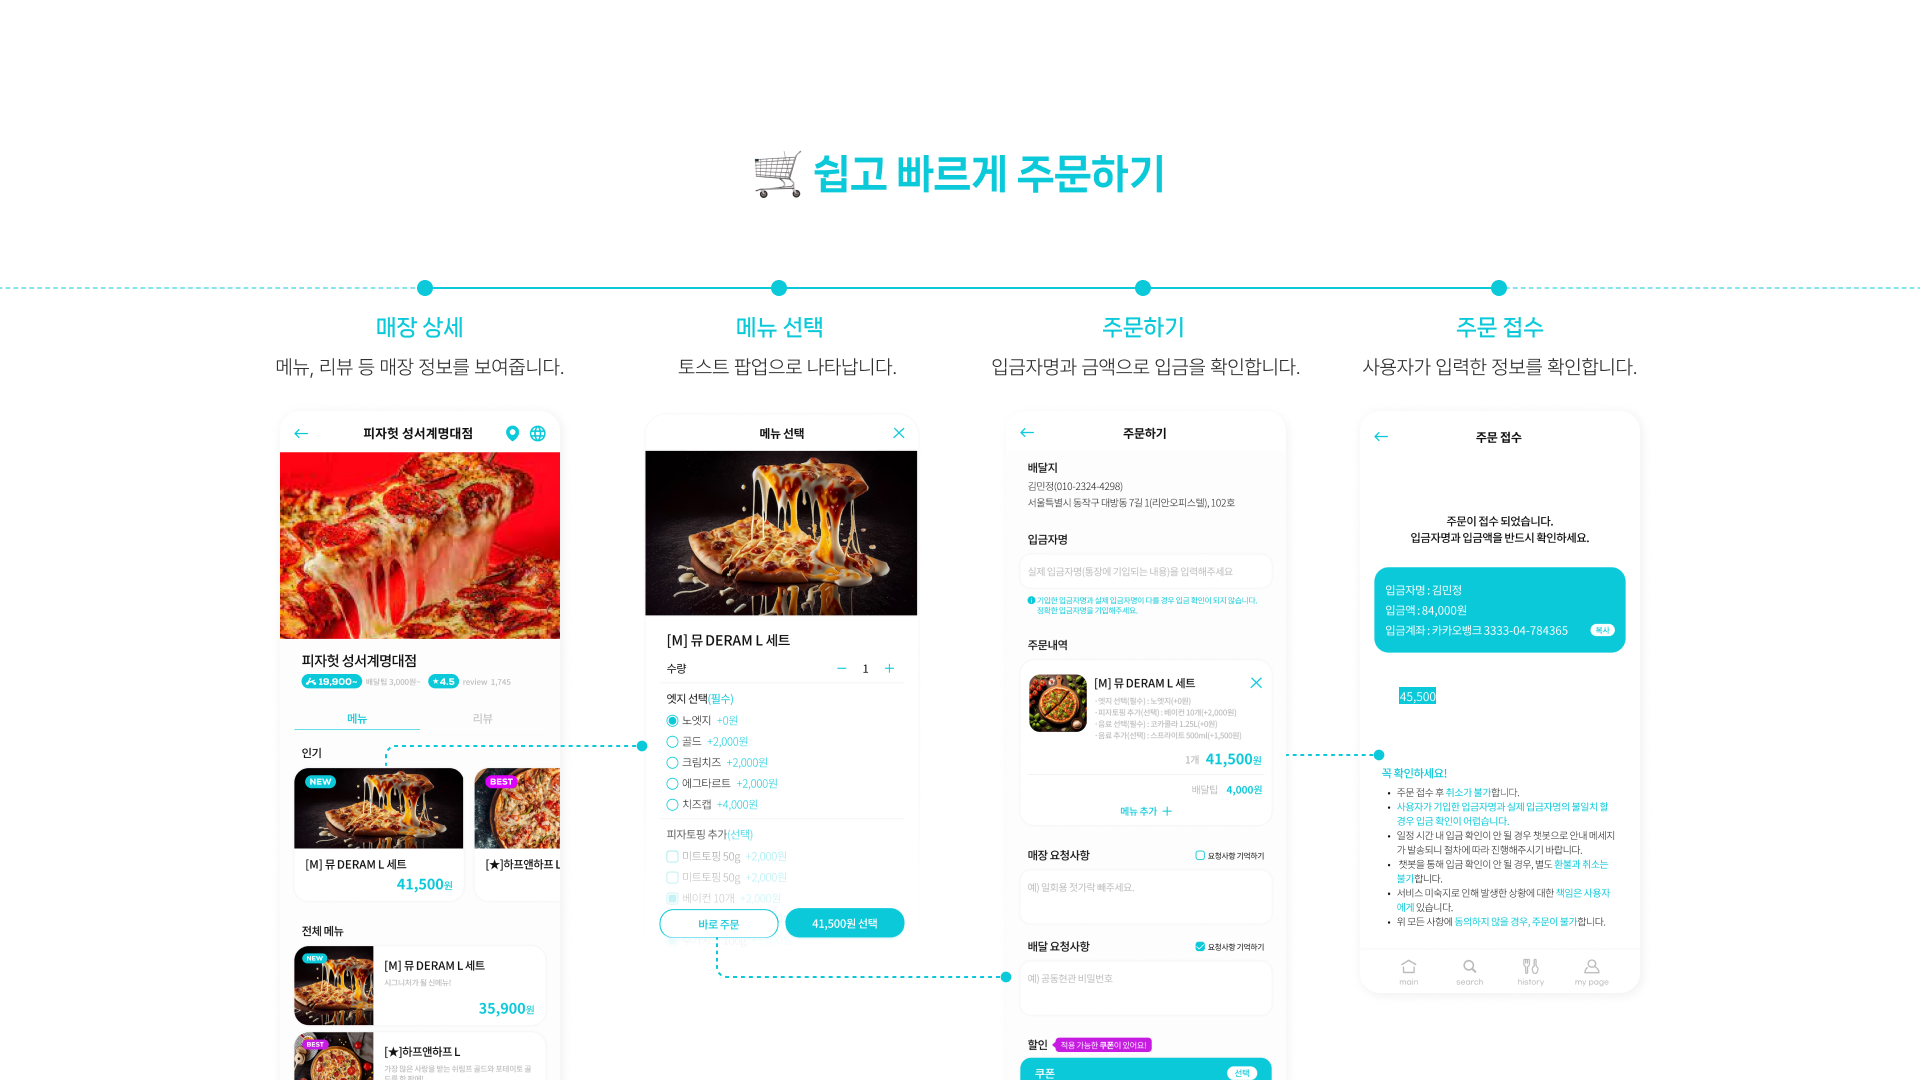 쉽고 빠르게 주문하기
매장 상세
메뉴, 리뷰 등 매장 정보를 보여줍니다.
메뉴 선택
토스트 팝업으로 나타납니다.
주문하기
입금자명과 금액으로 입금을 확인합니다.
주문 접수
사용자가 입력한 정보를 확인합니다.
피자헛 성서계명대점
피자헛 성서계명대점
19,900~ 배달팁 3,000원~ ★4.5 review 1,745
메뉴 리뷰
인기
NEW
[M] 뮤 DERAM L 세트
41,500원
BEST
[★]하프앤하프 L
전체 메뉴
NEW
[M] 뮤 DERAM L 세트
시그니처가 될 신메뉴!
35,900원
BEST
[★]하프앤하프 L
가장 많은 사랑을 받는 쉬림프 골드와 포테이토 골
메뉴 선택
[M] 뮤 DERAM L 세트
수량 1
엣지 선택(필수)
노엣지 +0원
골드 +2,000원
크림치즈 +2,000원
에그타르트 +2,000원
치즈캡 +4,000원
피자토핑 추가(선택)
미트토핑 50g +2,000원
미트토핑 50g +2,000원
베이컨 10개 +2,000원
바로 주문
41,500원 선택
주문하기
배달지
김민정(010-2324-4298)
서울특별시 동작구 대방동 7길 1(리안오피스텔), 102호
입금자명
실제 입금자명(통장에 기입되는 내용)을 입력해주세요
기입한 입금자명과 실제 입금자명이 다를 경우 입금 확인이 되지 않습니다.
정확한 입금자명을 기입해주세요.
주문내역
[M] 뮤 DERAM L 세트
- 엣지 선택(필수) : 노엣지(+0원)
- 피자토핑 추가(선택) : 베이컨 10개(+2,000원)
- 음료 선택(필수) : 코카콜라 1.25L(+0원)
- 음료 추가(선택) : 스프라이트 500ml(+1,500원)
1개 41,500원
배달팁 4,000원
메뉴 추가 +
매장 요청사항
요청사항 기억하기
예) 일회용 젓가락 빼주세요.
배달 요청사항
요청사항 기억하기
예) 공동현관 비밀번호
할인
적용 가능한 쿠폰이 있어요!
쿠폰
선택
주문 접수
주문이 접수 되었습니다.
입금자명과 입금액을 반드시 확인하세요.
입금자명 : 김민정
입금액 : 84,000원
입금계좌 : 카카오뱅크 3333-04-784365
복사
45,500
꼭 확인하세요!
• 주문 접수 후 취소가 불가합니다.
• 사용자가 기입한 입금자명과 실제 입금자명의 불일치 할
경우 입금 확인이 어렵습니다.
• 일정 시간 내 입금 확인이 안 될 경우 챗봇으로 안내 메세지
가 발송되니 절차에 따라 진행해주시기 바랍니다.
• 챗봇을 통해 입금 확인이 안 될 경우, 별도 환불과 취소는
불가합니다.
• 서비스 미숙지로 인해 발생한 상황에 대한 책임은 사용자
에게 있습니다.
• 위 모든 사항에 동의하지 않을 경우, 주문이 불가합니다.
main
search
history
my page